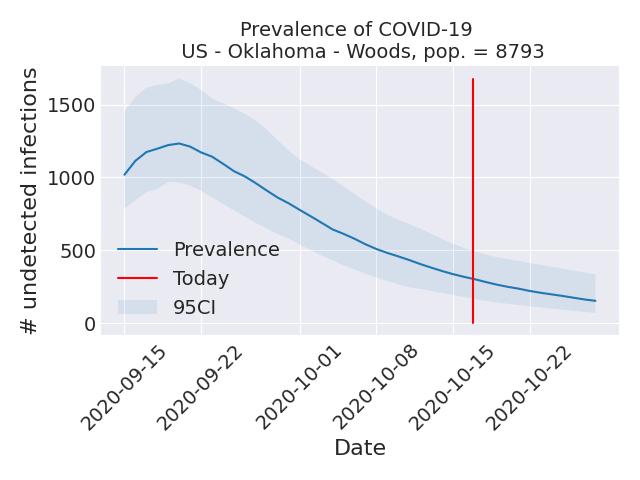 Prevalence of COVID-19
US - Oklahoma - Woods, pop. = 8793
# undetected infections
1500
1000
500
0
Prevalence
Today
95CI
2020-09-15
2020-09-22
2020-10-01
2020-10-08
2020-10-15
2020-10-22
Date